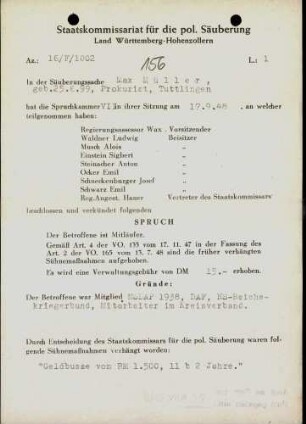 Staatskommissariat für die pol. Säuberung
Land Württemberg-Hohenzollern
Az.: 16/P/1002
156
L: 1
In der Säuberungssache Max Müller,
geb.25.6.99, Prokurist, Tuttlingen
hat die Spruchkammer VI in ihrer Sitzung am 19.9.48, an welcher
teilgenommen haben:
Regierungsassessor Wax - Vorsitzender
Waldner Ludwig Beisitzer
Musch Alois „
Einstein Sigbert „
Steinacher Anton „
Osker Emil „
Schneckenburger Josef „
Schwarz Emil „
Reg.Angest. Hauer Vertreter des Staatskommissars
beschlossen und verkündet folgenden
SPRUCH
Der Betroffene ist Mitläufer.
Gemäß Art. 4 der VO. 133 vom 17. 11. 47 in der Fassung des
Art. 2 der VO. 165 vom 13. 7. 48 sind die früher verhängten
Sühnemaßnahmen aufgehoben.
Es wird eine Verwaltungsgebühr von DM 15.- erhoben.
Gründe:
Der Betroffene war Mitglied NSDAP 1938, DAF, NS-Reichs-
kriegerbund, Mitarbeiter im Kreisverband.
Durch Entscheidung des Staatskommissars für die pol. Säuberung waren fol-
gende Sühnemaßnahmen verhängt worden:
"Geldbusse von RM 1.500, 11 b 2 Jahre."